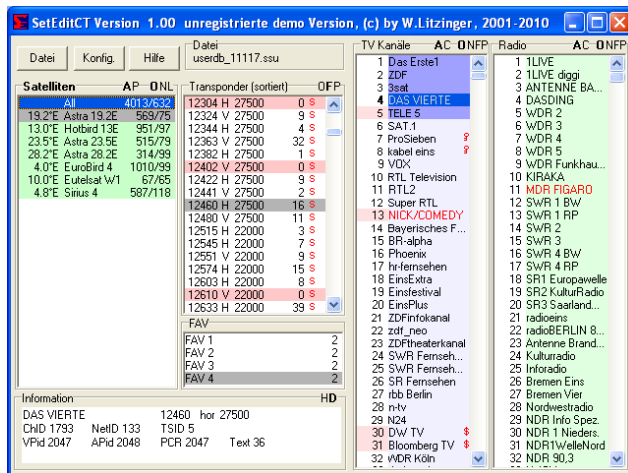 SetEditCT Version 1.00 unregistrierte demo Version, (c) by W.Litzinger, 2001-2010
Datei Konfig. Hilfe
Datei
userdb_11117.ssu
Satelliten AP ONL
All 4013/632
19.2°E Astra 19.2E 569/75
13.0°E Hotbird 13E 951/97
23.5°E Astra 23.5E 515/79
28.2°E Astra 28.2E 314/99
4.0°E EuroBird 4 1010/99
10.0°E Eutelsat W1 67/65
4.8°E Sirius 4 587/118
Transponder (sortiert) OFP
12304 H 27500 0 S
12324 V 27500 9 S
12344 H 27500 4 S
12363 V 27500 32 S
12382 H 27500 1 S
12402 V 27500 0 S
12422 H 27500 9 S
12441 V 27500 2 S
12460 H 27500 16 S
12480 V 27500 11 S
12515 H 22000 3 S
12545 H 22000 7 S
12551 V 22000 9 S
12574 H 22000 15 S
12603 H 22000 8 S
12610 V 22000 0 S
12633 H 22000 39 S
FAV
FAV 1 2
FAV 2 2
FAV 3 2
FAV 4 2
Information HD
DAS VIERTE 12460 hor 27500
ChID 1793 NetID 133 TSID 5
VPid 2047 APid 2048 PCR 2047 Text 36
TV Kanäle AC ONFP
1 Das Erste1
2 ZDF
3 3sat
4 DAS VIERTE
5 TELE 5
6 SAT.1
7 ProSieben
8 kabel eins
9 VOX
10 RTL Television
11 RTL2
12 Super RTL
13 NICK/COMEDY
14 Bayerisches F...
15 BR-alpha
16 Phoenix
17 hr-fernsehen
18 EinsExtra
19 Einsfestival
20 EinsPlus
21 ZDFinfokanal
22 zdf_neo
23 ZDFtheaterkanal
24 SWR Fernseh...
25 SWR Fernseh...
26 SR Fernsehen
27 rbb Berlin
28 n-tv
29 N24
30 DW TV $
31 Bloomberg TV $
32 WDR Köln
Radio AC ONFP
1 1LIVE
2 1LIVE diggi
3 ANTENNE BA...
4 DASDING
5 WDR 2
6 WDR 3
7 WDR 4
8 WDR 5
9 WDR Funkhau...
10 KIRAKA
11 MDR FIGARO
12 SWR 1 BW
13 SWR 1 RP
14 SWR 2
15 SWR 3
16 SWR 4 BW
17 SWR 4 RP
18 SR1 Europawelle
19 SR2 KulturRadio
20 SR3 Saarland...
21 radioeins
22 radioBERLIN 8...
23 Antenne Brand...
24 Kulturradio
25 Inforadio
26 Bremen Eins
27 Bremen Vier
28 Nordwestradio
29 NDR Info Spez.
30 NDR 1 Nieders.
31 NDR1WelleNord
32 NDR 90,3